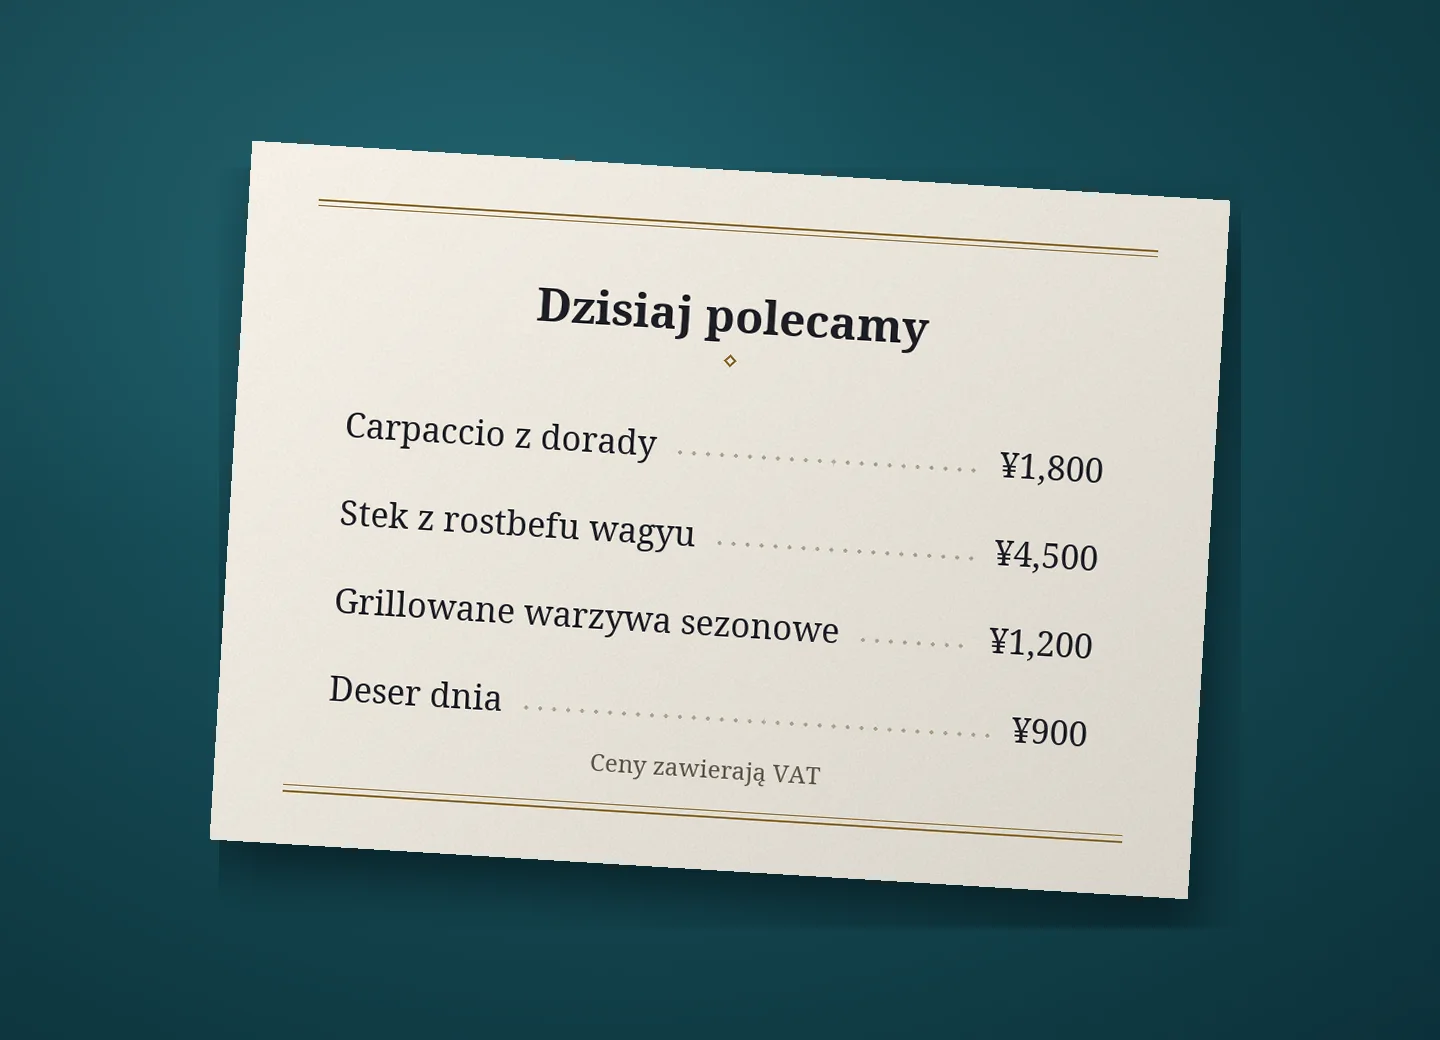 Dzisiaj polecamy
Carpaccio z dorady ¥1,800
Stek z rostbefu wagyu ¥4,500
Grillowane warzywa sezonowe ¥1,200
Deser dnia ¥900
Ceny zawierają VAT